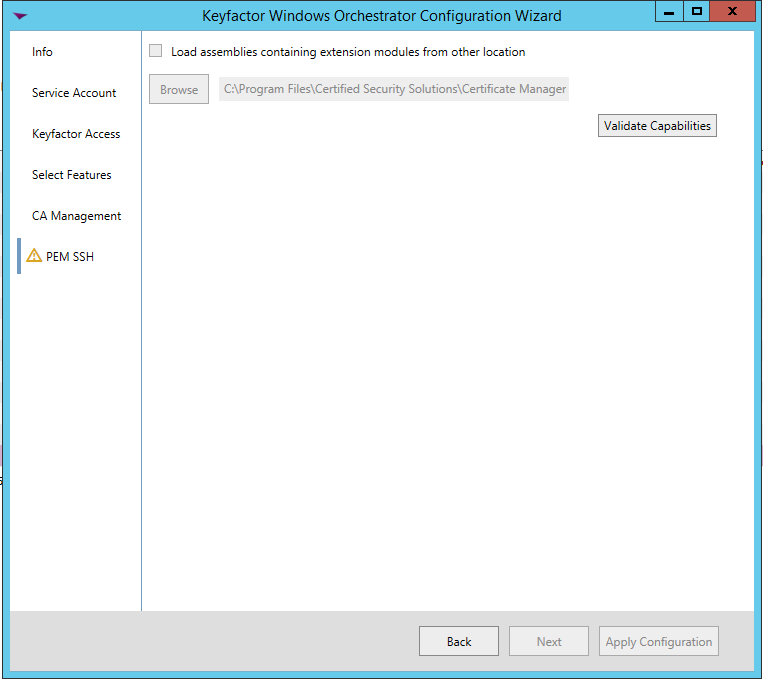 Keyfactor Windows Orchestrator Configuration Wizard
Info
Service Account
Keyfactor Access
Select Features
CA Management
PEM SSH
Load assemblies containing extension modules from other location
Browse
C:\Program Files\Certified Security Solutions\Certificate Manager
Validate Capabilities
Back
Next
Apply Configuration